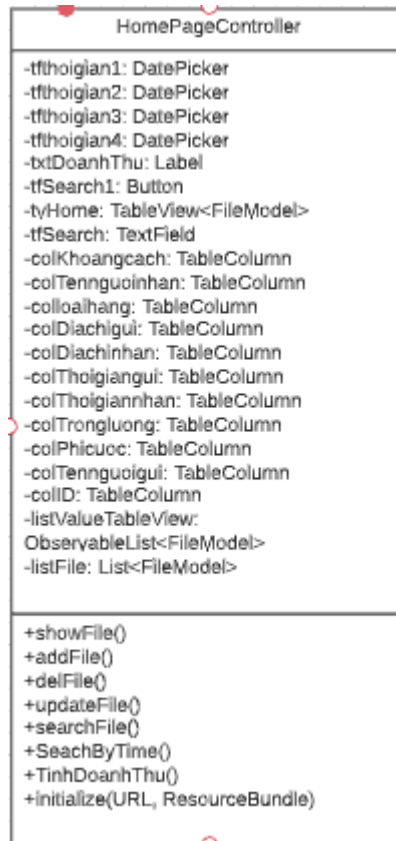 HomePageController
-tfthoigian1: DatePicker
-tfthoigian2: DatePicker
-tfthoigian3: DatePicker
-tfthoigian4: DatePicker
-txtDoanhThu: Label
-tfSearch1: Button
-tyHome: TableView<FileModel>
-tfSearch: TextField
-colKhoangcach: TableColumn
-colTennguoinhan: TableColumn
-colloaihang: TableColumn
-colDiachigui: TableColumn
-colDiachinhan: TableColumn
-colThoigiangui: TableColumn
-colThoigiannhan: TableColumn
-colTrongluong: TableColumn
-colPhicuoc: TableColumn
-colTennguoigui: TableColumn
-colID: TableColumn
-listValueTableView:
ObservableList<FileModel>
-listFile: List<FileModel>
+showFile()
+addFile()
+delFile()
+updateFile()
+searchFile()
+SeachByTime()
+TinhDoanhThu()
+initialize(URL, ResourceBundle)